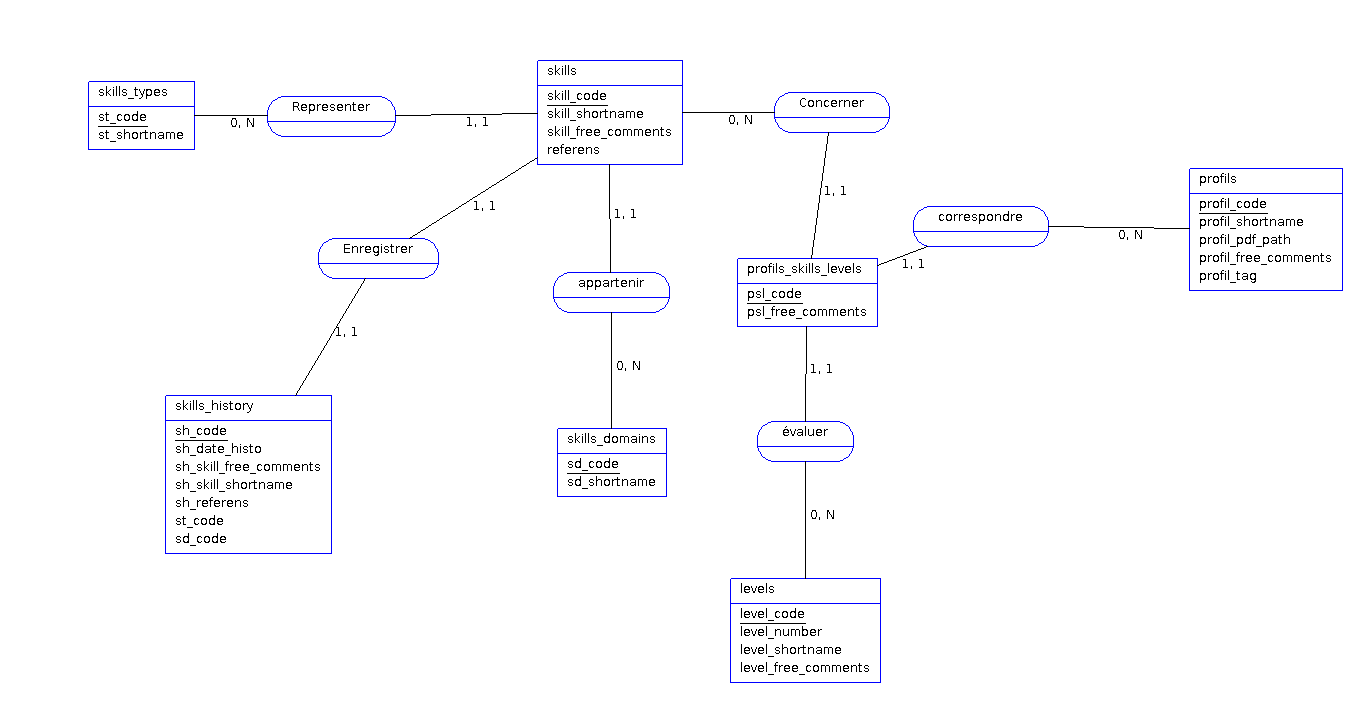 skills_types
st_code
st_shortname
0, N
Representer
1, 1
skills
skill_code
skill_shortname
skill_free_comments
referens
0, N
Concerner
1, 1
correspondre
1, 1
0, N
profils
profil_code
profil_shortname
profil_pdf_path
profil_free_comments
profil_tag
1, 1
Enregistrer
1, 1
1, 1
appartenir
0, N
profils_skills_levels
psl_code
psl_free_comments
1, 1
évaluer
0, N
skills_history
sh_code
sh_date_histo
sh_skill_free_comments
sh_skill_shortname
sh_referens
st_code
sd_code
skills_domains
sd_code
sd_shortname
levels
level_code
level_number
level_shortname
level_free_comments